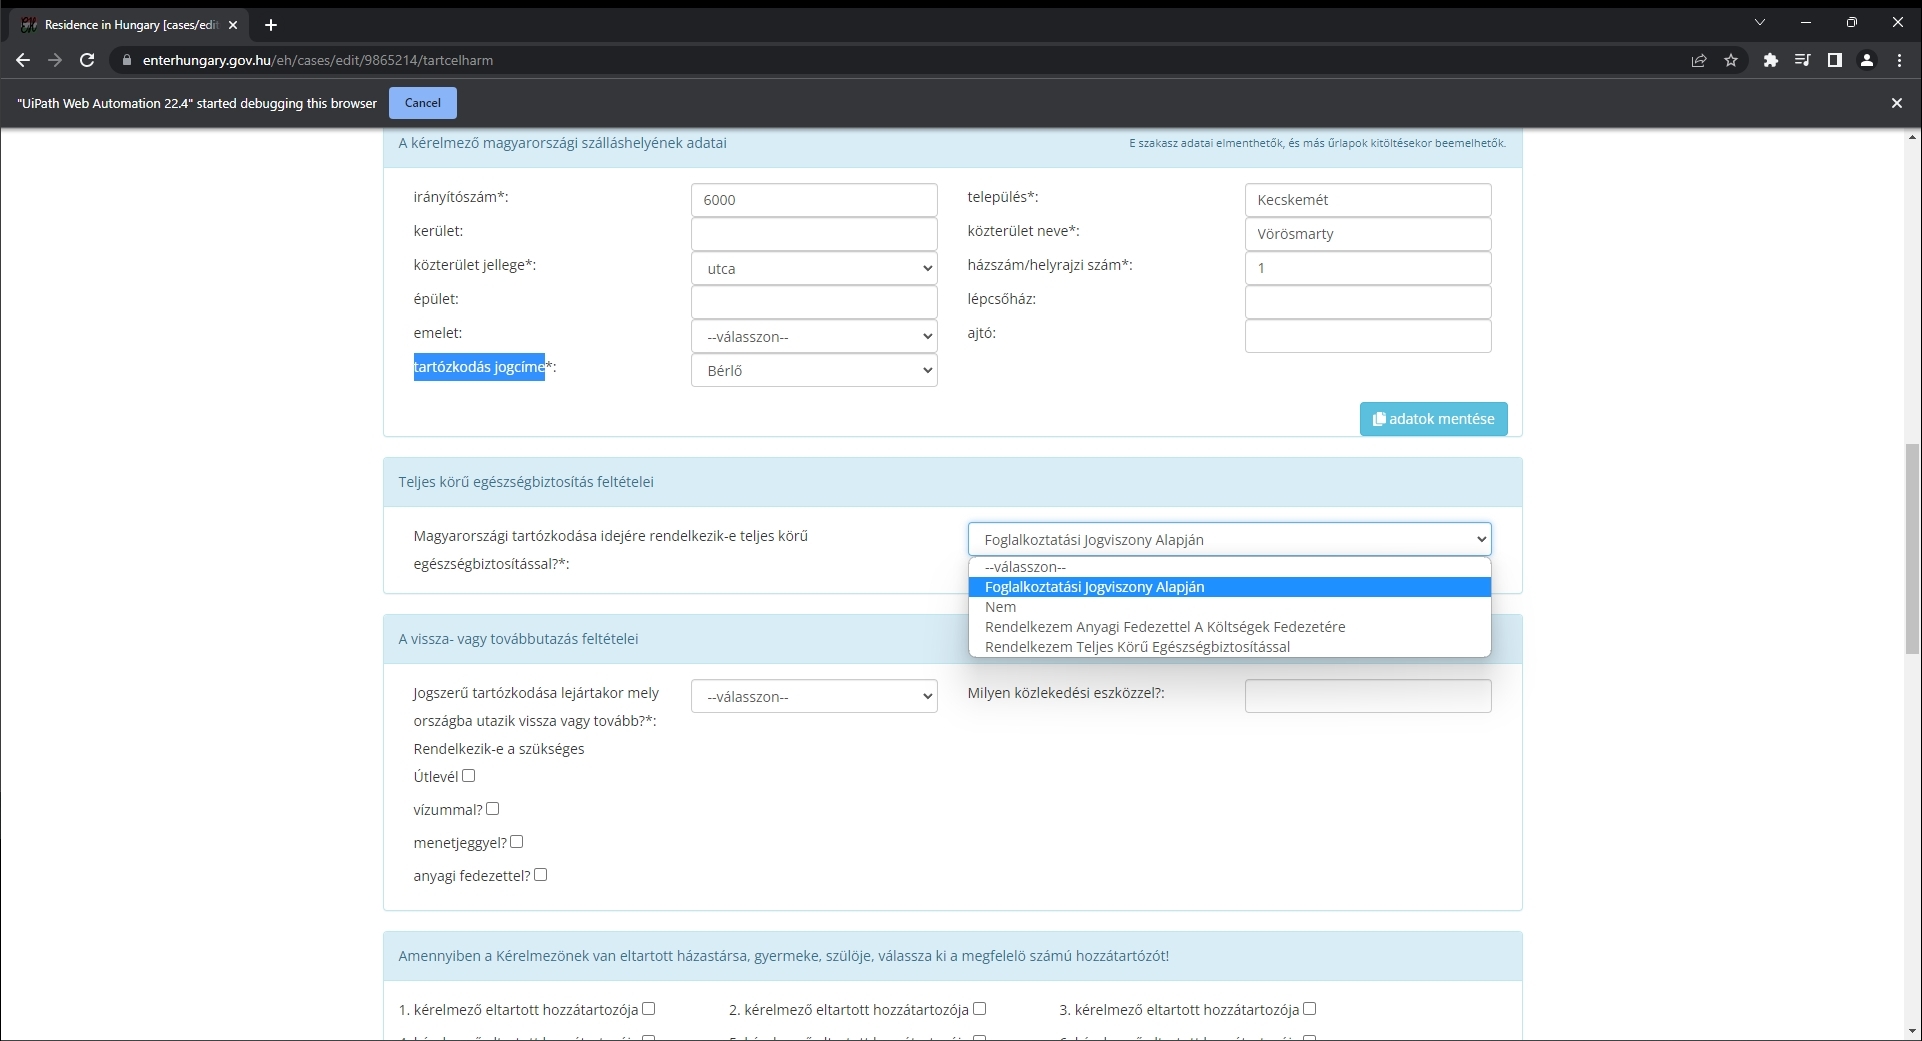 Residence in Hungary [cases/edit
enterhungary.gov.hu/eh/cases/edit/9865214/tartcelharm
"UiPath Web Automation 22.4" started debugging this browser
Cancel
A kérelmező magyarországi szálláshelyének adatai
E szakasz adatai elmenthetők, és más űrlapok kitöltésekor beemelhetők.
irányítószám*:
6000
település*:
Kecskemét
kerület:
közterület neve*:
Vörösmarty
közterület jellege*:
utca
házszám/helyrajzi szám*:
1
épület:
lépcsőház:
emelet:
--válasszon--
ajtó:
tartózkodás jogcíme*:
Bérlő
adatok mentése
Teljes körű egészségbiztosítás feltételei
Magyarországi tartózkodása idejére rendelkezik-e teljes körű
egészségbiztosítással?*:
Foglalkoztatási Jogviszony Alapján
--válasszon--
Foglalkoztatási Jogviszony Alapján
Nem
Rendelkezem Anyagi Fedezettel A Költségek Fedezetére
Rendelkezem Teljes Körű Egészségbiztosítással
A vissza- vagy továbbutazás feltételei
Jogszerű tartózkodása lejártakor mely
országba utazik vissza vagy tovább?*:
--válasszon--
Milyen közlekedési eszközzel?:
Rendelkezik-e a szükséges
Útlevél
vízummal?
menetjeggyel?
anyagi fedezettel?
Amennyiben a Kérelmezönek van eltartott házastársa, gyermeke, szülöje, válassza ki a megfelelö számú hozzátartózót!
1. kérelmező eltartott hozzátartozója
2. kérelmező eltartott hozzátartozója
3. kérelmező eltartott hozzátartozója